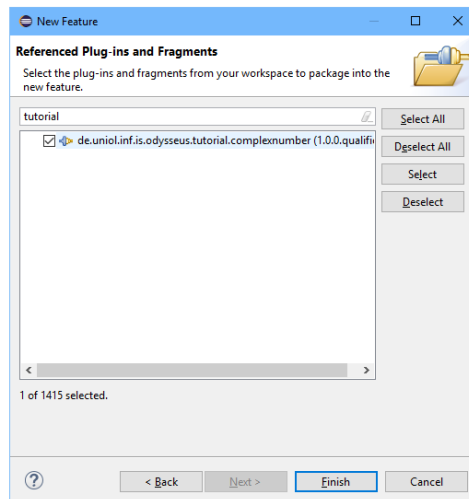 New Feature
Referenced Plug-ins and Fragments
Select the plug-ins and fragments from your workspace to package into the
new feature.
tutorial
Select All
de.uniol.inf.is.odysseus.tutorial.complexnumber (1.0.0.qualifi
Deselect All
Select
Deselect
1 of 1415 selected.
< Back
Next >
Finish
Cancel